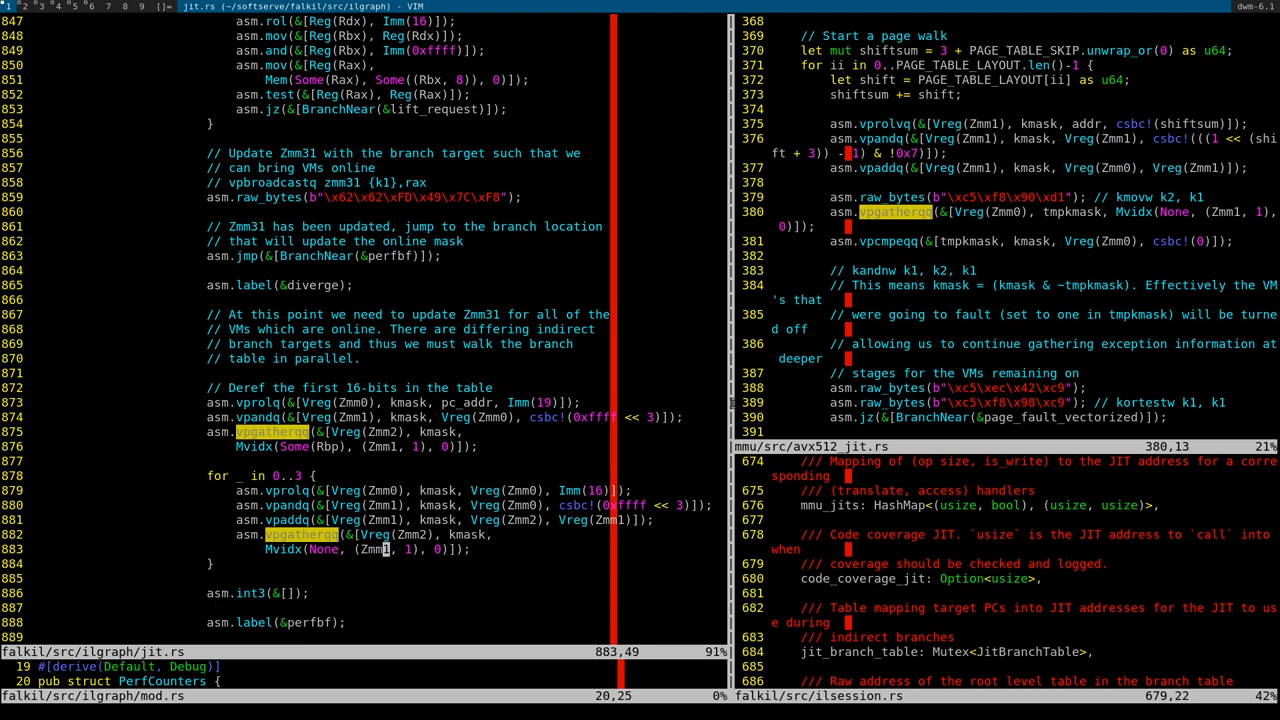 1 2 3 4 5 6 7 8 9 []= jit.rs (~/softserve/falkil/src/ilgraph) - VIM dwm-6.1
847 asm.rol(&[Reg(Rdx), Imm(16)]);
848 asm.mov(&[Reg(Rbx), Reg(Rdx)]);
849 asm.and(&[Reg(Rbx), Imm(0xffff)]);
850 asm.mov(&[Reg(Rax),
851 Mem(Some(Rax), Some((Rbx, 8)), 0)]);
852 asm.test(&[Reg(Rax), Reg(Rax)]);
853 asm.jz(&[BranchNear(&lift_request)]);
854 }
855
856 // Update Zmm31 with the branch target such that we
857 // can bring VMs online
858 // vpbroadcastq zmm31 {k1},rax
859 asm.raw_bytes(b"\x62\x62\xFD\x49\x7C\xF8");
860
861 // Zmm31 has been updated, jump to the branch location
862 // that will update the online mask
863 asm.jmp(&[BranchNear(&perfbf)]);
864
865 asm.label(&diverge);
866
867 // At this point we need to update Zmm31 for all of the
868 // VMs which are online. There are differing indirect
869 // branch targets and thus we must walk the branch
870 // table in parallel.
871
872 // Deref the first 16-bits in the table
873 asm.vprolq(&[Vreg(Zmm0), kmask, pc_addr, Imm(19)]);
874 asm.vpandq(&[Vreg(Zmm1), kmask, Vreg(Zmm0), csbc!(0xffff << 3)]);
875 asm.vpgatherqq(&[Vreg(Zmm2), kmask,
876 Mvidx(Some(Rbp), (Zmm1, 1), 0)]);
877
878 for _ in 0..3 {
879 asm.vprolq(&[Vreg(Zmm0), kmask, Vreg(Zmm0), Imm(16)]);
880 asm.vpandq(&[Vreg(Zmm1), kmask, Vreg(Zmm0), csbc!(0xffff << 3)]);
881 asm.vpaddq(&[Vreg(Zmm1), kmask, Vreg(Zmm2), Vreg(Zmm1)]);
882 asm.vpgatherqq(&[Vreg(Zmm2), kmask,
883 Mvidx(None, (Zmm1, 1), 0)]);
884 }
885
886 asm.int3(&[]);
887
888 asm.label(&perfbf);
889
falkil/src/ilgraph/jit.rs 883,49 91%
19 #[derive(Default, Debug)]
20 pub struct PerfCounters {
falkil/src/ilgraph/mod.rs 20,25 0%
368
369 // Start a page walk
370 let mut shiftsum = 3 + PAGE_TABLE_SKIP.unwrap_or(0) as u64;
371 for ii in 0..PAGE_TABLE_LAYOUT.len()-1 {
372 let shift = PAGE_TABLE_LAYOUT[ii] as u64;
373 shiftsum += shift;
374
375 asm.vprolvq(&[Vreg(Zmm1), kmask, addr, csbc!(shiftsum)]);
376 asm.vpandq(&[Vreg(Zmm1), kmask, Vreg(Zmm1), csbc!(((1 << (shi
ft + 3)) - 1) & !0x7)]);
377 asm.vpaddq(&[Vreg(Zmm1), kmask, Vreg(Zmm0), Vreg(Zmm1)]);
378
379 asm.raw_bytes(b"\xc5\xf8\x90\xd1"); // kmovw k2, k1
380 asm.vpgatherqq(&[Vreg(Zmm0), tmpkmask, Mvidx(None, (Zmm1, 1),
0)]);
381 asm.vpcmpeqq(&[tmpkmask, kmask, Vreg(Zmm0), csbc!(0)]);
382
383 // kandnw k1, k2, k1
384 // This means kmask = (kmask & ~tmpkmask). Effectively the VM
's that
385 // were going to fault (set to one in tmpkmask) will be turne
d off
386 // allowing us to continue gathering exception information at
deeper
387 // stages for the VMs remaining on
388 asm.raw_bytes(b"\xc5\xec\x42\xc9");
389 asm.raw_bytes(b"\xc5\xf8\x98\xc9"); // kortestw k1, k1
390 asm.jz(&[BranchNear(&page_fault_vectorized)]);
391
mmu/src/avx512_jit.rs 380,13 21%
674 /// Mapping of (op size, is_write) to the JIT address for a corre
sponding
675 /// (translate, access) handlers
676 mmu_jits: HashMap<(usize, bool), (usize, usize)>,
677
678 /// Code coverage JIT. `usize` is the JIT address to `call` into
when
679 /// coverage should be checked and logged.
680 code_coverage_jit: Option<usize>,
681
682 /// Table mapping target PCs into JIT addresses for the JIT to us
e during
683 /// indirect branches
684 jit_branch_table: Mutex<JitBranchTable>,
685
686 /// Raw address of the root level table in the branch table
falkil/src/ilsession.rs 679,22 42%